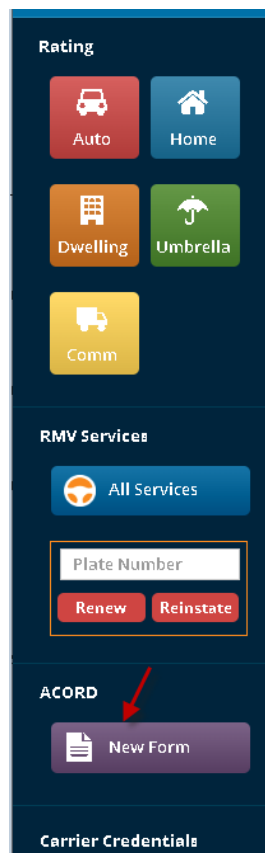 Rating
Auto Home
Dwelling Umbrella
Comm
RMV Services
All Services
Plate Number
Renew Reinstate
ACORD
New Form
Carrier Credentials